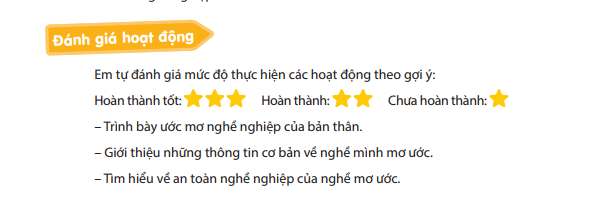 Đánh giá hoạt động
Em tự đánh giá mức độ thực hiện các hoạt động theo gợi ý:
Hoàn thành tốt: ★★★ Hoàn thành: ★★ Chưa hoàn thành: ★
– Trình bày ước mơ nghề nghiệp của bản thân.
– Giới thiệu những thông tin cơ bản về nghề mình mơ ước.
– Tìm hiểu về an toàn nghề nghiệp của nghề mơ ước.